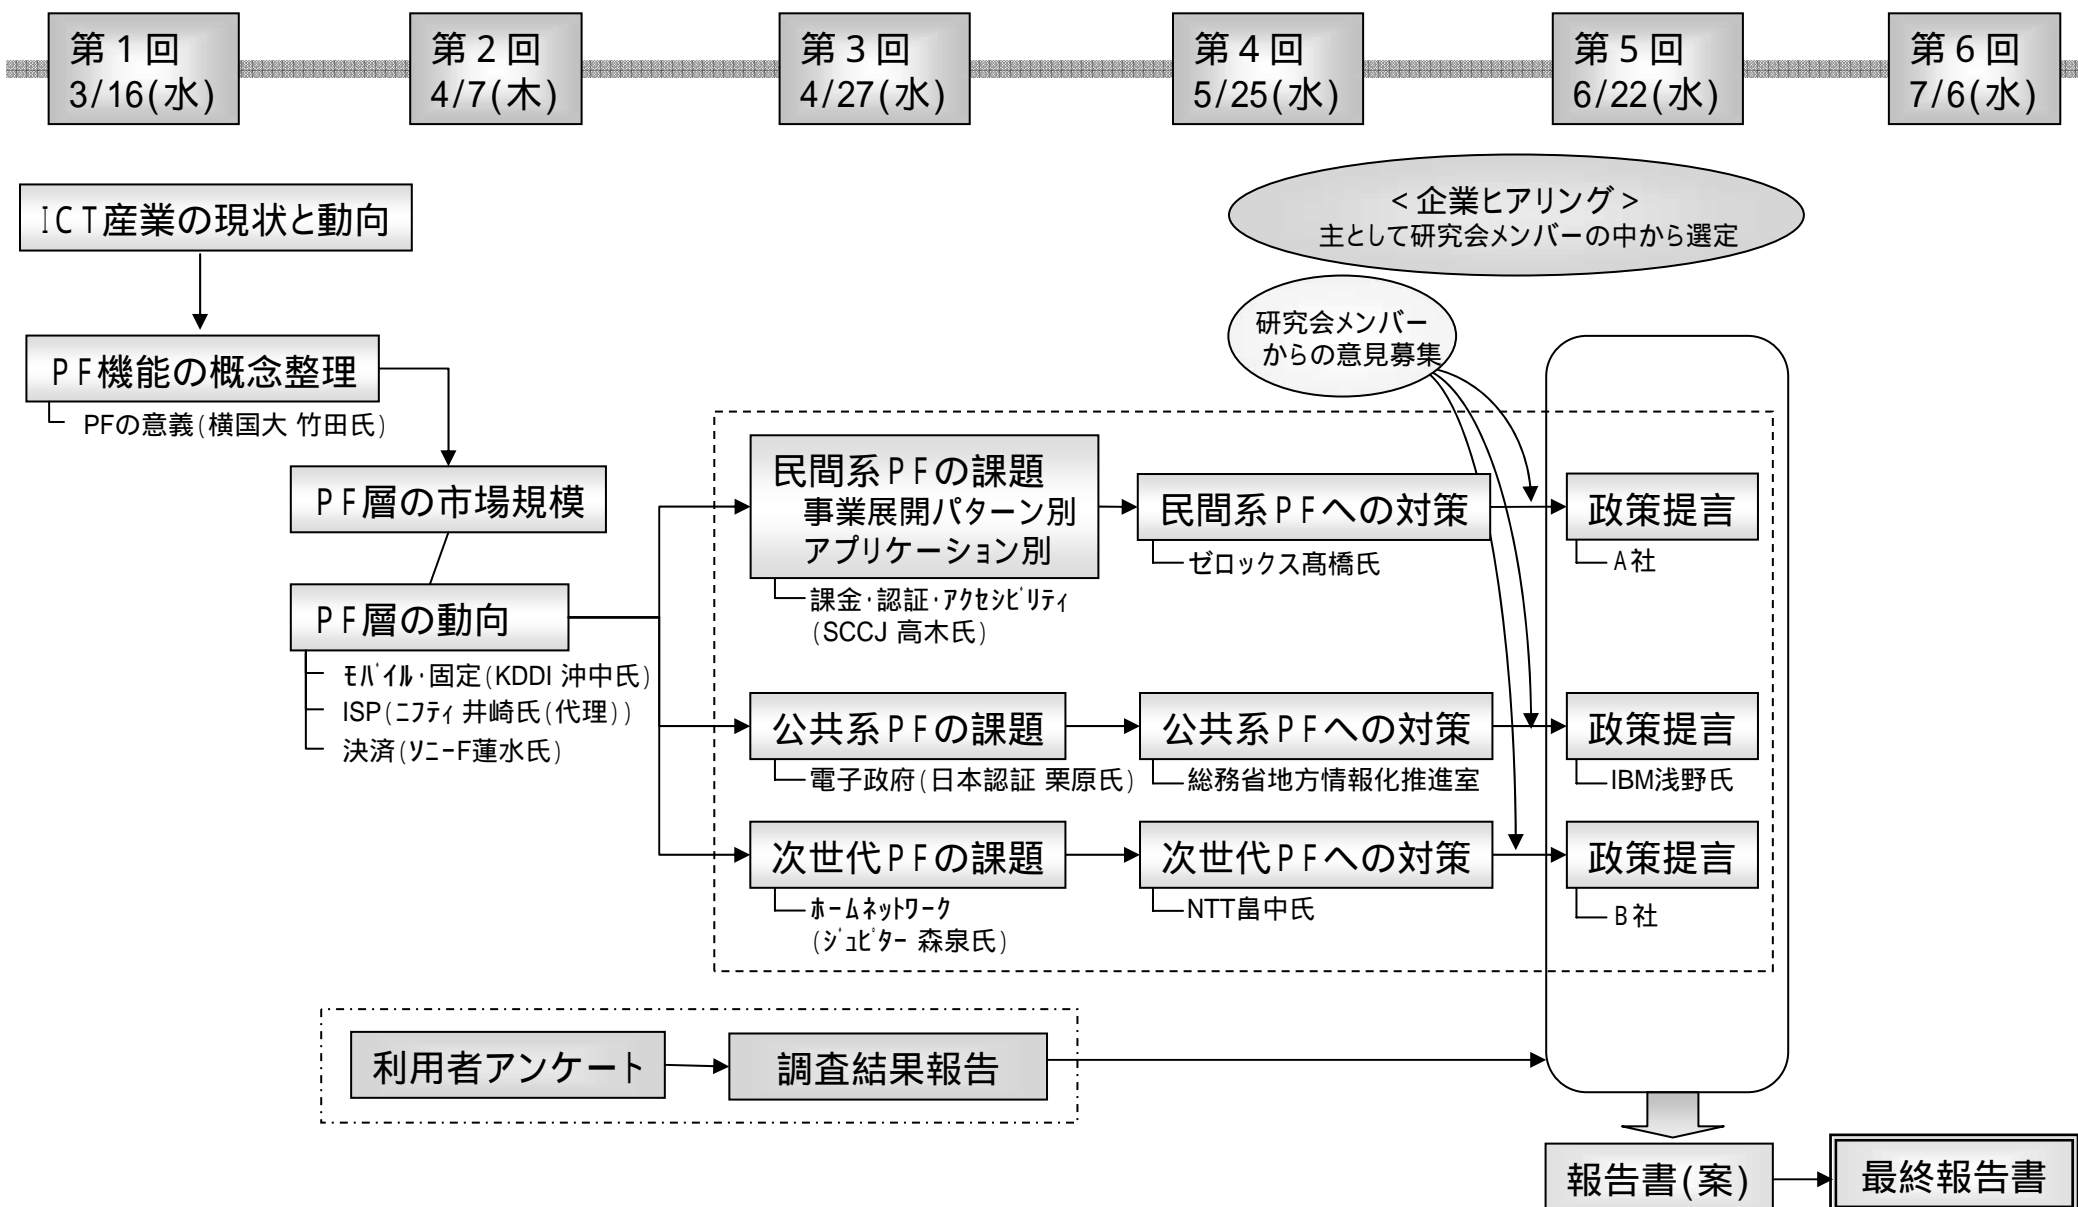 第１回
3/16(水)
第２回
4/7(木)
第３回
4/27(水)
第４回
5/25(水)
第５回
6/22(水)
第６回
7/6(水)
ＩＣＴ産業の現状と動向
ＰＦ機能の概念整理
PFの意義(横国大 竹田氏)
ＰＦ層の市場規模
ＰＦ層の動向
ﾓﾊﾞｲﾙ・固定(KDDI 沖中氏)
ISP(ﾆﾌﾃｨ 井崎氏(代理))
決済(ｿﾆｰF蓮水氏)
＜企業ヒアリング＞
主として研究会メンバーの中から選定
研究会メンバー
からの意見募集
民間系ＰＦの課題
事業展開パターン別
アプリケーション別
課金・認証・ｱｸｾｼﾋﾞﾘﾃｨ
(SCCJ 高木氏)
民間系ＰＦへの対策
ゼロックス髙橋氏
政策提言
Ａ社
公共系ＰＦの課題
電子政府(日本認証 栗原氏)
公共系ＰＦへの対策
総務省地方情報化推進室
政策提言
IBM浅野氏
次世代ＰＦの課題
ﾎｰﾑﾈｯﾄﾜｰｸ
(ｼﾞｭﾋﾟﾀｰ 森泉氏)
次世代ＰＦへの対策
NTT畠中氏
政策提言
Ｂ社
利用者アンケート
調査結果報告
報告書(案)
最終報告書